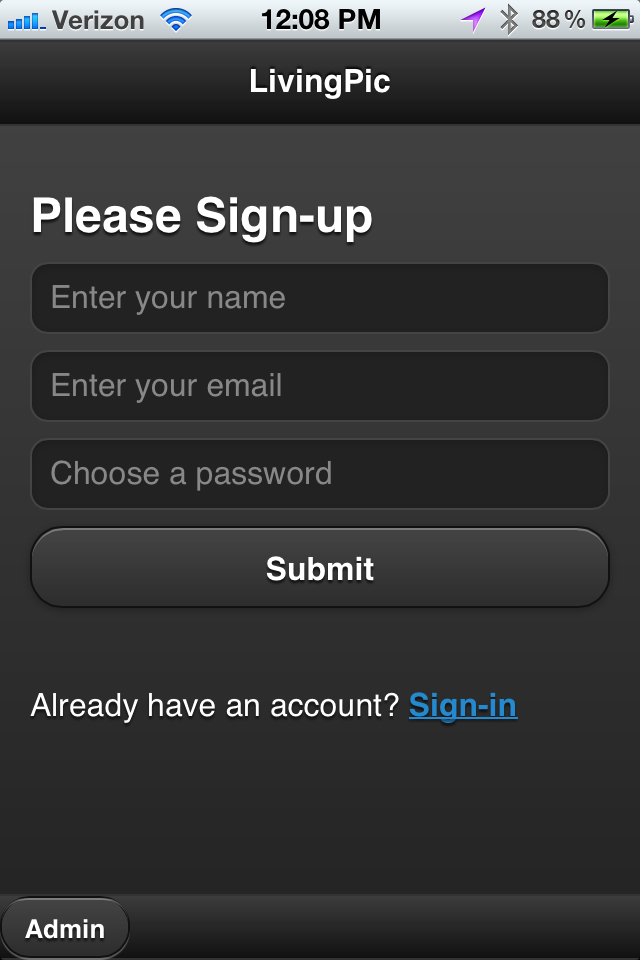 Verizon 12:08 PM 88 %
LivingPic
Please Sign-up
Enter your name
Enter your email
Choose a password
Submit
Already have an account? Sign-in
Admin